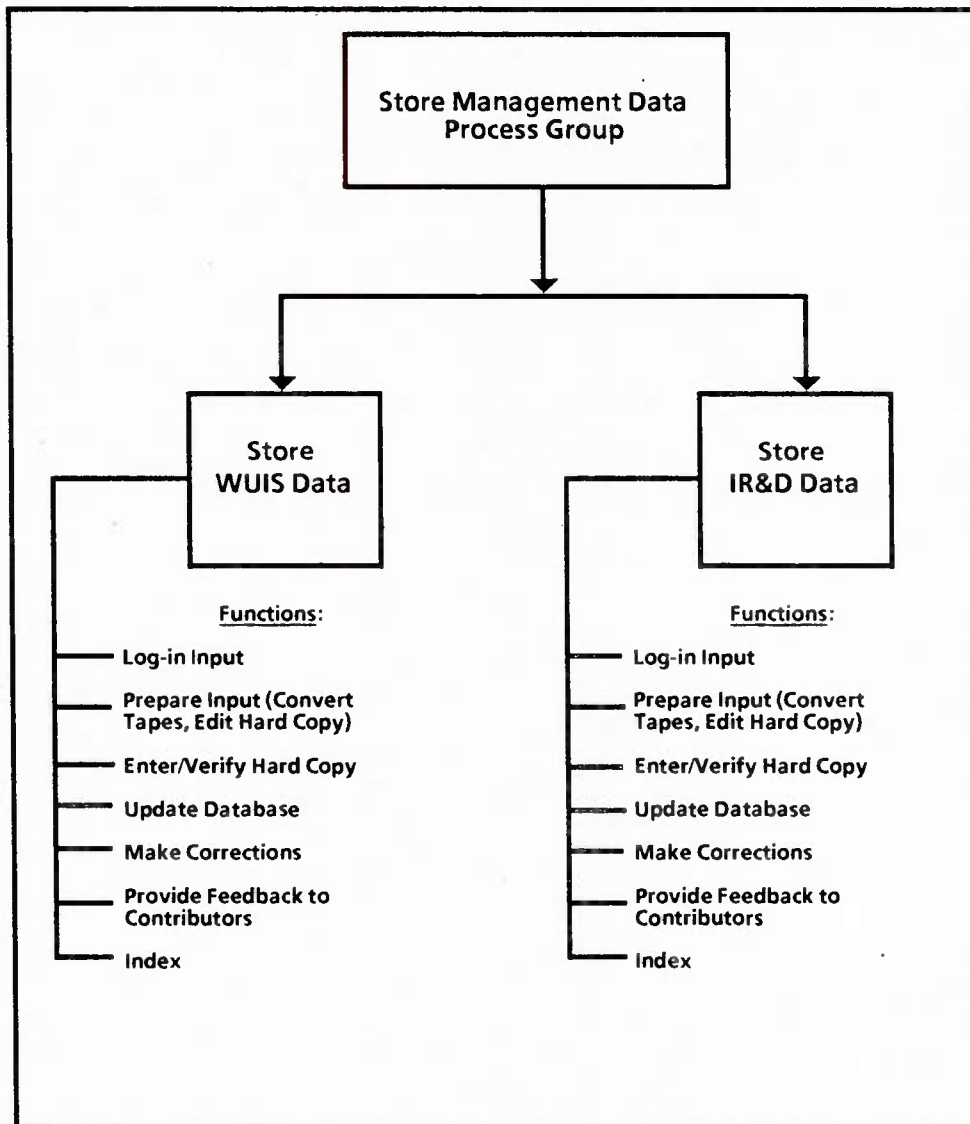 Store Management Data
Process Group
Store
WUIS Data
Functions:
Log-in Input
Prepare Input (Convert
Tapes, Edit Hard Copy)
Enter/Verify Hard Copy
Update Database
Make Corrections
Provide Feedback to
Contributors
Index
Store
IR&D Data
Functions:
Log-in Input
Prepare Input (Convert
Tapes, Edit Hard Copy)
Enter/Verify Hard Copy
Update Database
Make Corrections
Provide Feedback to
Contributors
Index